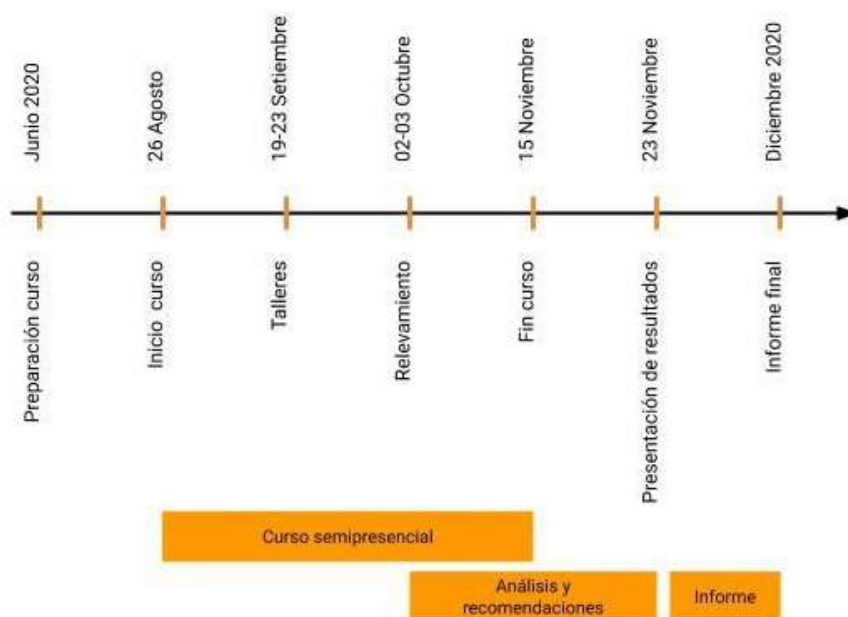 Junio 2020
26 Agosto
19-23 Setiembre
02-03 Octubre
15 Noviembre
23 Noviembre
Diciembre 2020
Preparación curso
Inicio curso
Talleres
Relevamiento
Fin curso
Presentación de resultados
Informe final
Curso semipresencial
Análisis y
recomendaciones
Informe